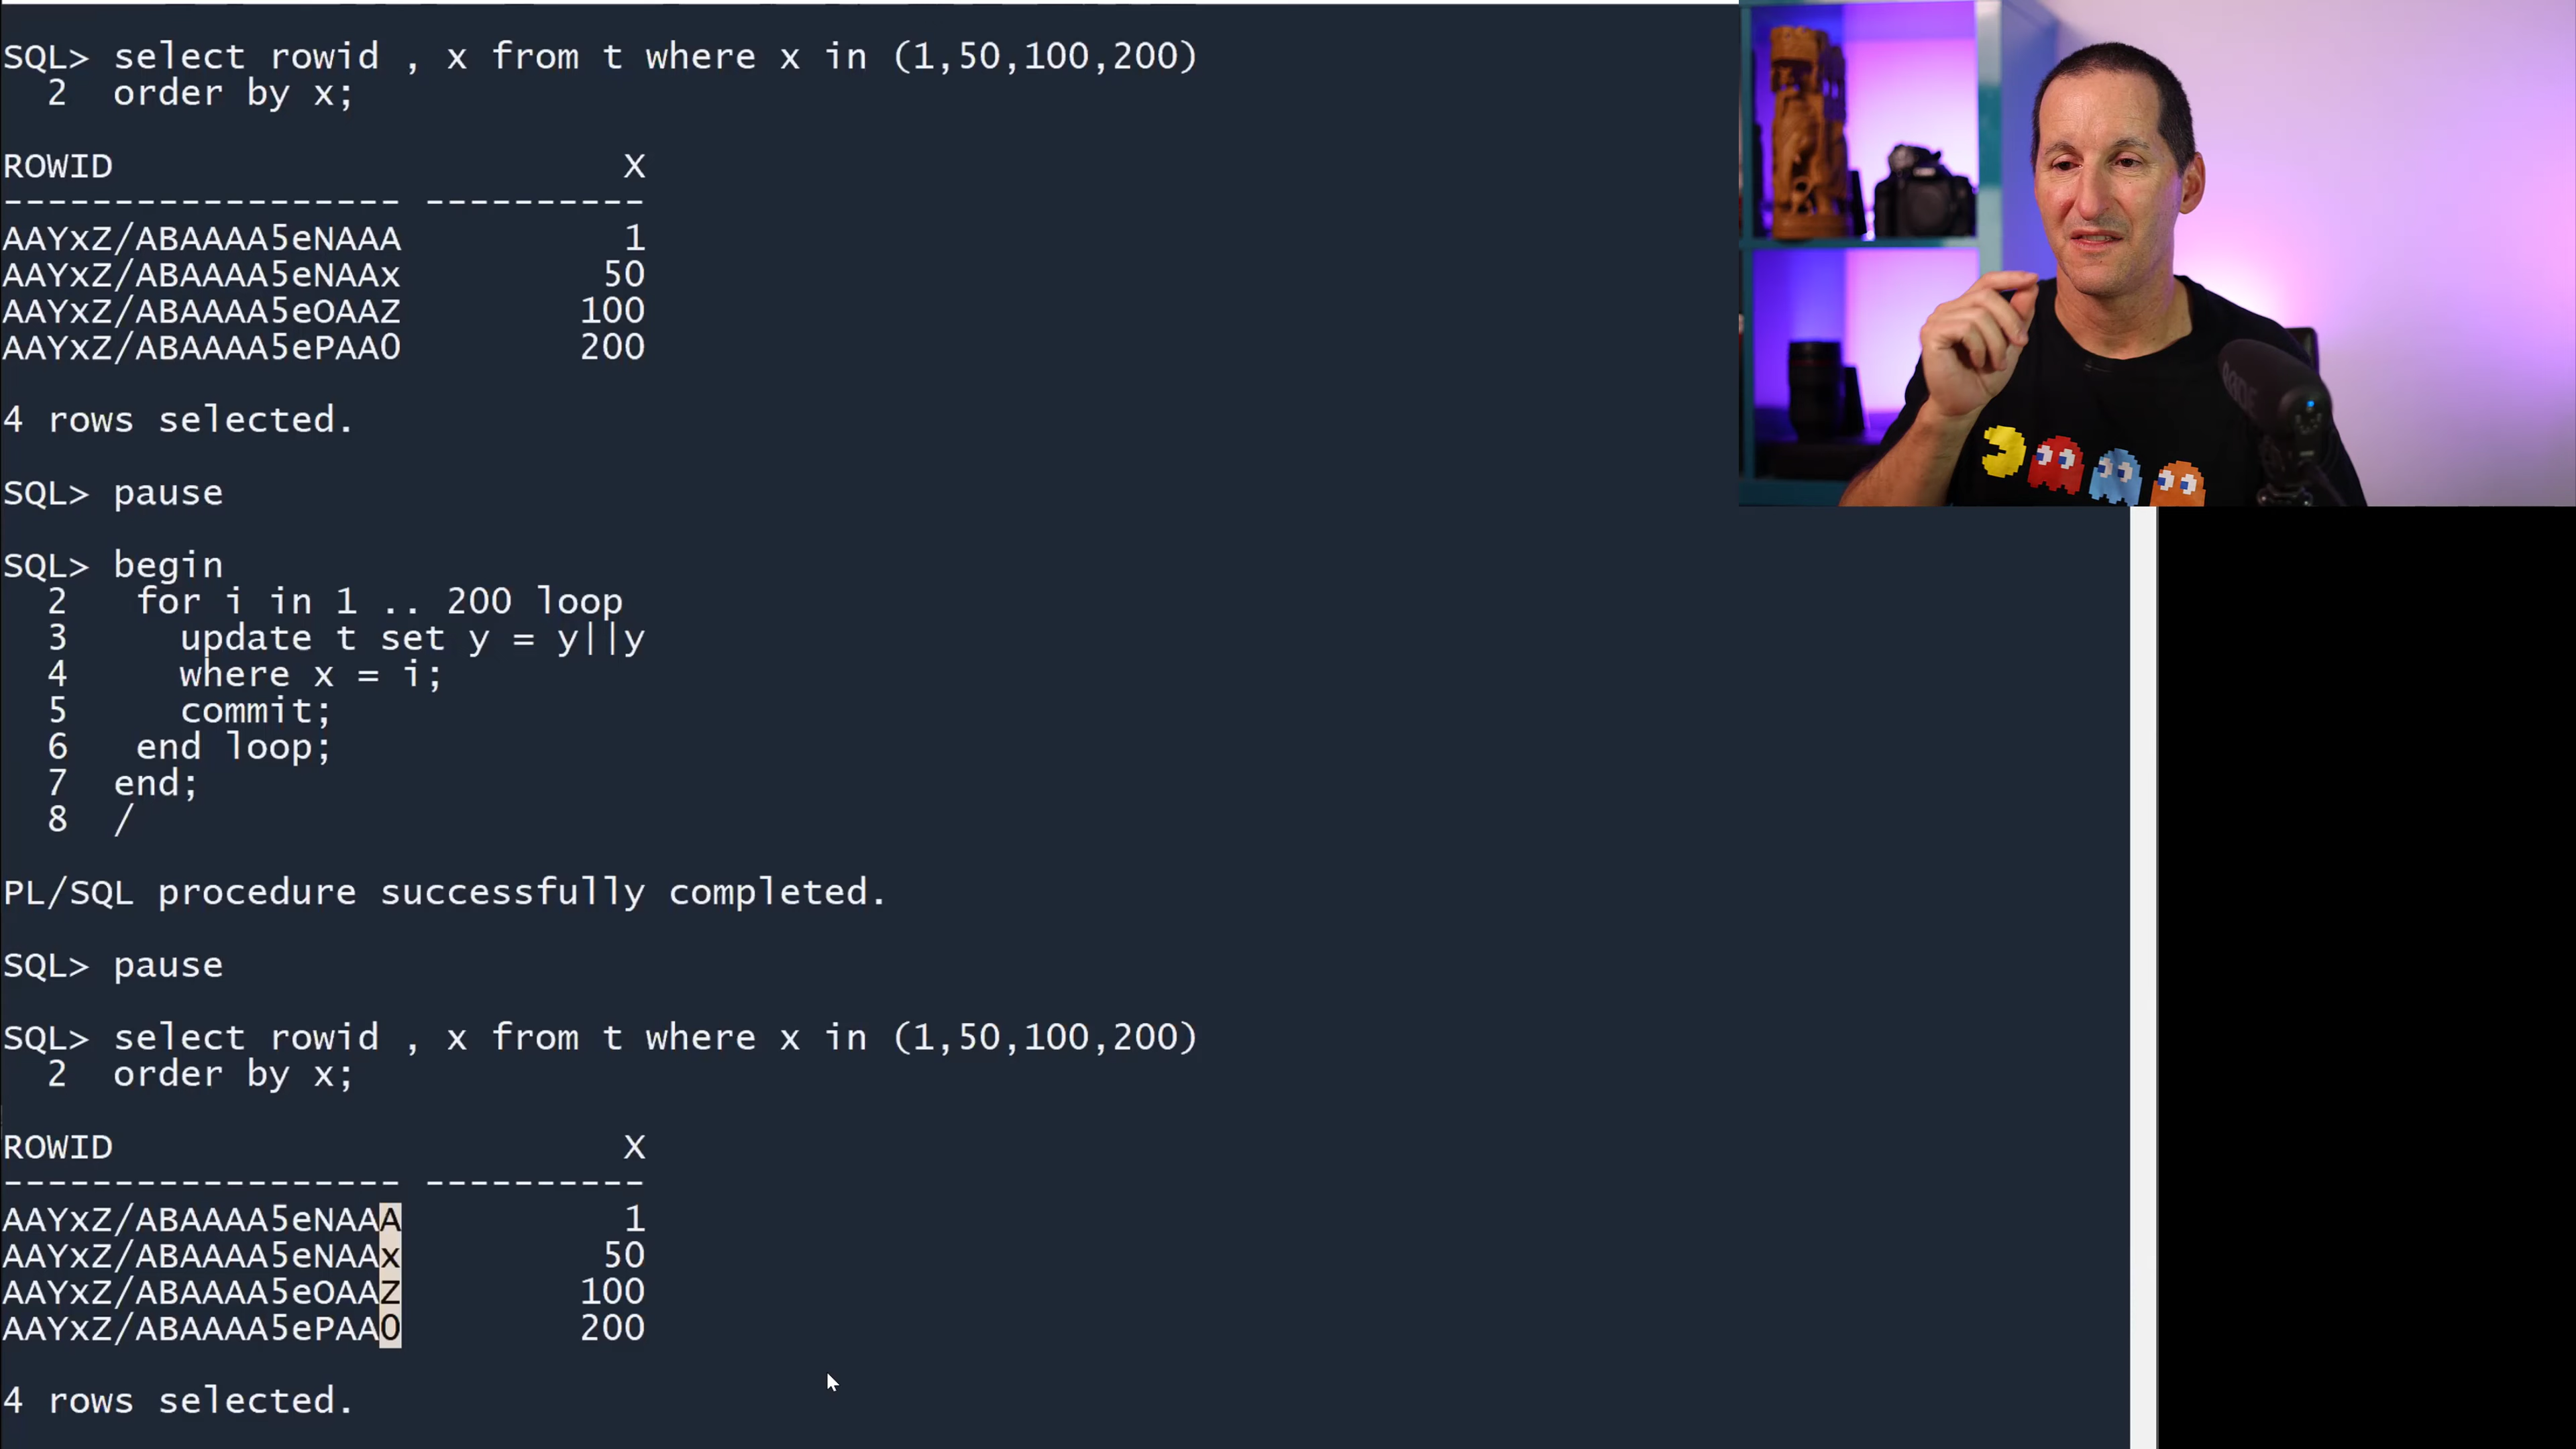 SQL> select rowid , x from t where x in (1,50,100,200)
  2  order by x;
ROWID                       X
------------------ ----------
AAYxZ/ABAAAA5eNAAA          1
AAYxZ/ABAAAA5eNAAx         50
AAYxZ/ABAAAA5eOAAZ        100
AAYxZ/ABAAAA5ePAA0        200
4 rows selected.
SQL> pause
SQL> begin
  2   for i in 1 .. 200 loop
  3     update t set y = y||y
  4     where x = i;
  5     commit;
  6   end loop;
  7  end;
  8  /
PL/SQL procedure successfully completed.
SQL> pause
SQL> select rowid , x from t where x in (1,50,100,200)
  2  order by x;
ROWID                       X
------------------ ----------
AAYxZ/ABAAAA5eNAAA          1
AAYxZ/ABAAAA5eNAAx         50
AAYxZ/ABAAAA5eOAAZ        100
AAYxZ/ABAAAA5ePAA0        200
4 rows selected.
RØDE